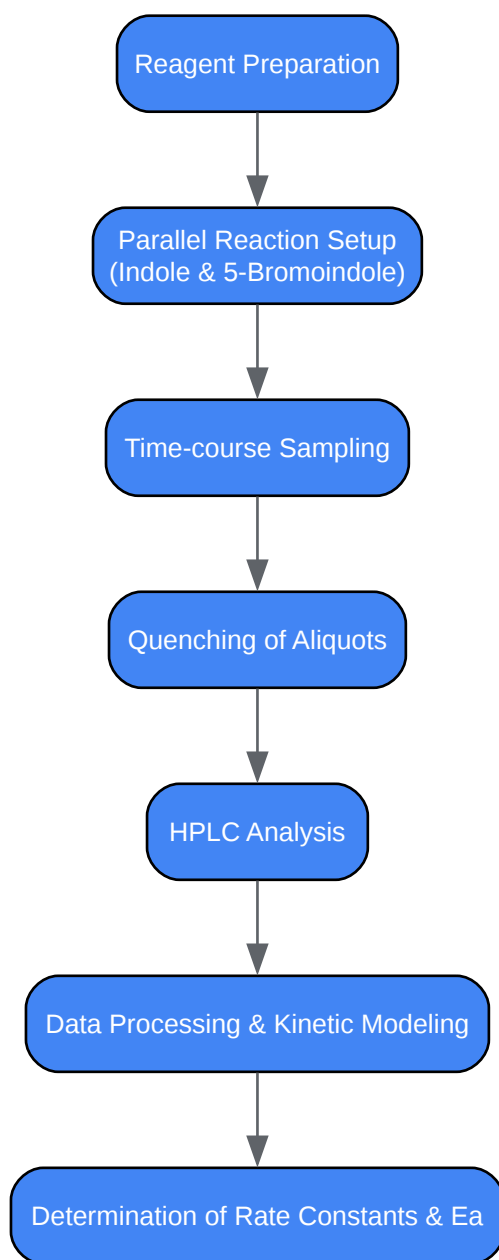 Reagent Preparation
Parallel Reaction Setup
(Indole & 5-Bromoindole)
Time-course Sampling
Quenching of Aliquots
HPLC Analysis
Data Processing & Kinetic Modeling
Determination of Rate Constants & Ea